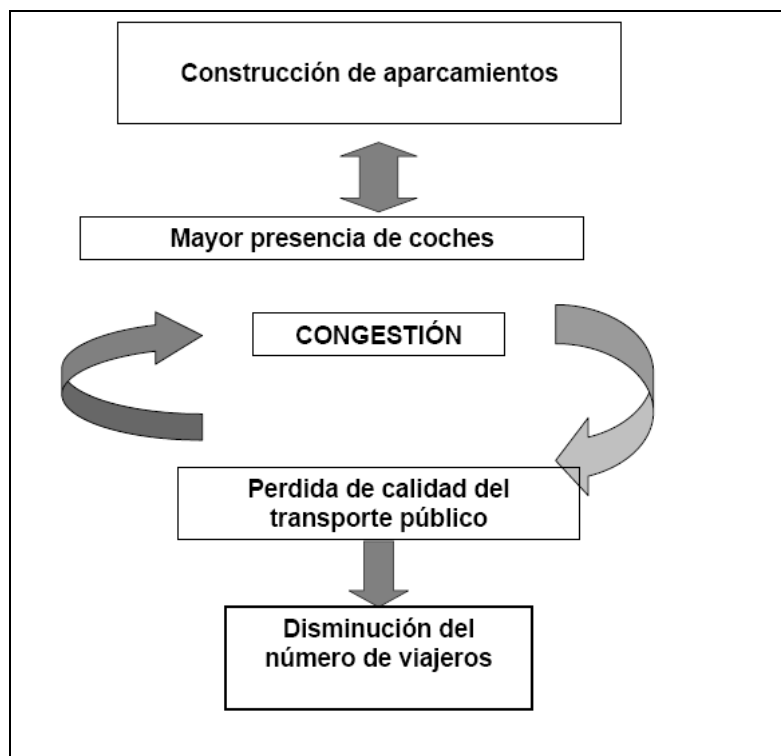 Construcción de aparcamientos
Mayor presencia de coches
CONGESTIÓN
Perdida de calidad del
transporte público
Disminución del
número de viajeros